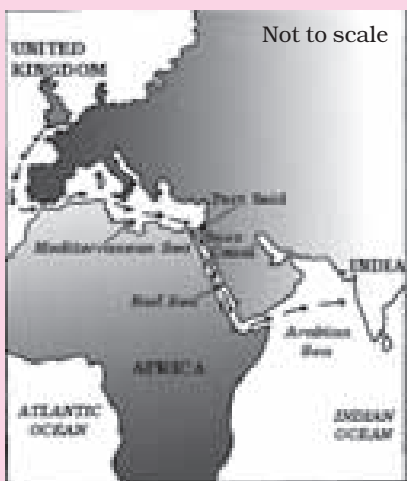 Not to scale
UNITED
KINGDOM
Port Said
Suez
Canal
Mediterranean Sea
INDIA
Red Sea
Arabian
Sea
AFRICA
ATLANTIC
OCEAN
INDIAN
OCEAN